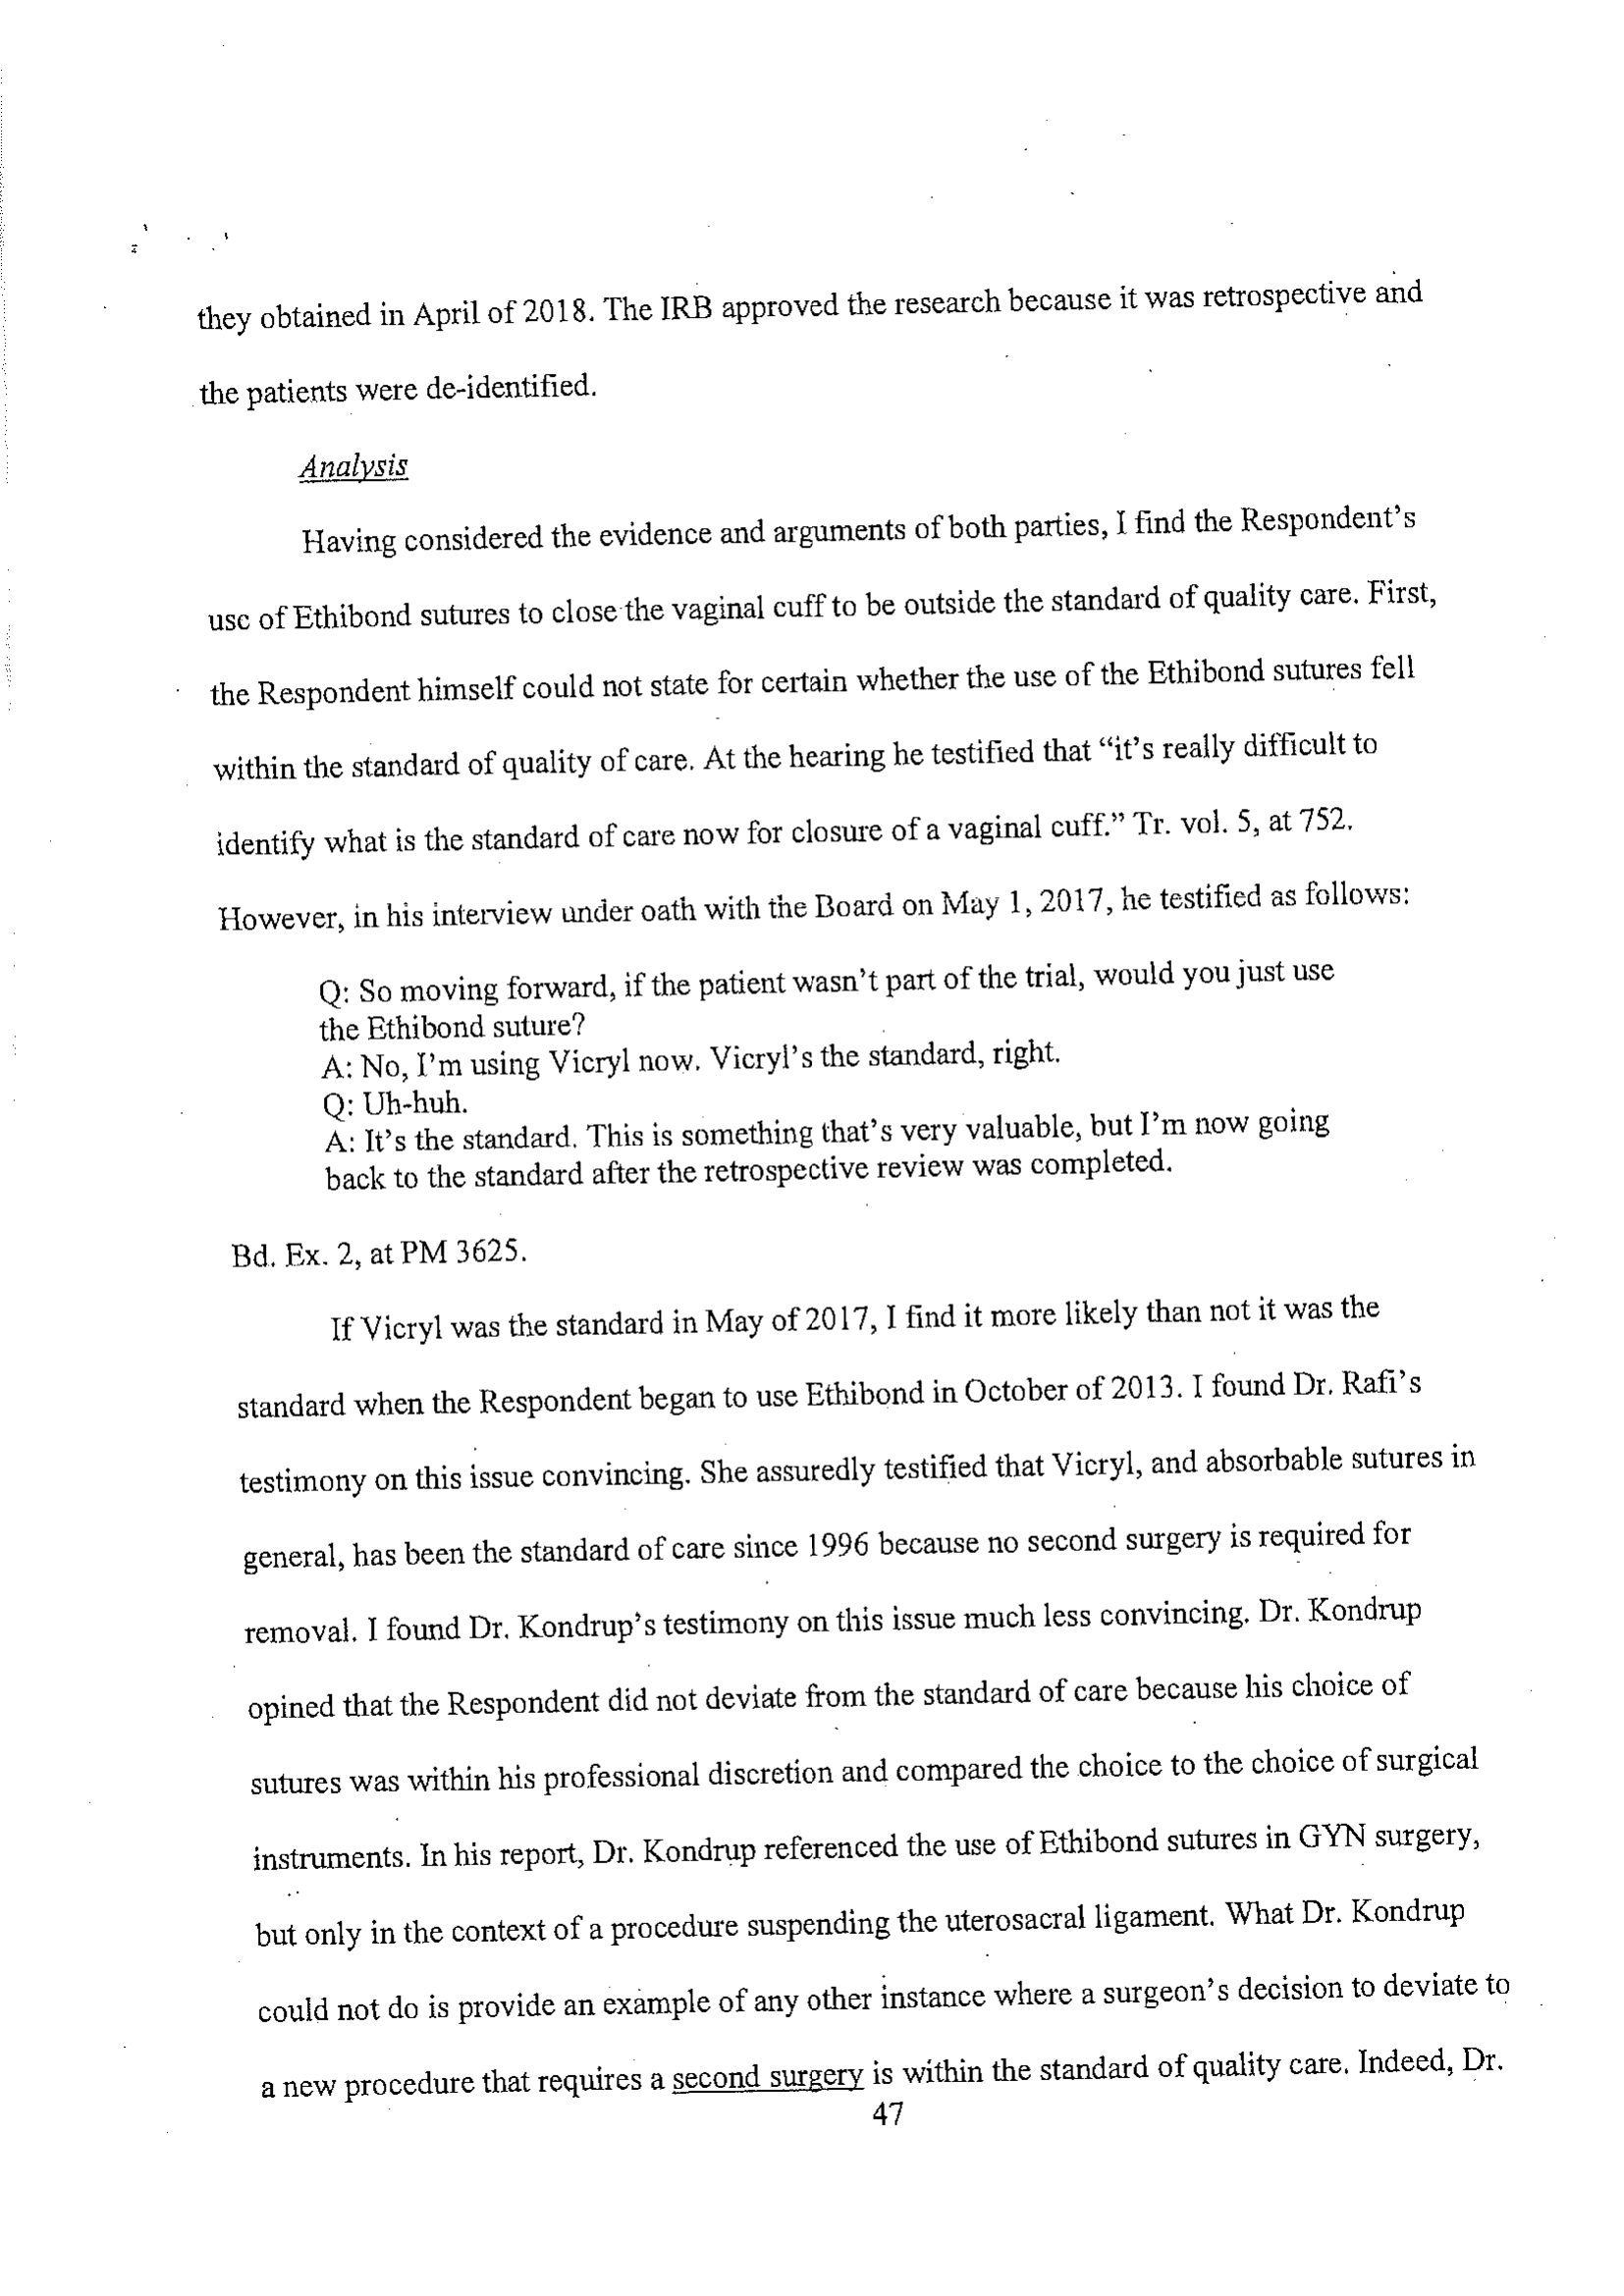 they obtained in April of 2018. The IRB approved the research because it was retrospective and
the patients were de-identified.
Analysis
Having considered the evidence and arguments of both parties, I find the Respondent's
use of Ethibond sutures to close the vaginal cuff to be outside the standard of quality care. First,
the Respondent himself could not state for certain whether the use of the Ethibond sutures fell
within the standard of quality of care. At the hearing he testified that “it's really difficult to
identify what is the standard of care now for closure of a vaginal cuff.” Tr. vol. 5, at 752.
However, in his interview under oath with the Board on May 1, 2017, he testified as follows:
Q: So moving forward, if the patient wasn't part of the trial, would you just use
the Ethibond suture?
A: No, I'm using Vicryl now. Vicryl's the standard, right.
Q: Uh-huh.
A: It's the standard. This is something that's very valuable, but I'm now going
back to the standard after the retrospective review was completed.
Bd. Ex. 2, at PM 3625.
If Vicryl was the standard in May of 2017, I find it more likely than not it was the
standard when the Respondent began to use Ethibond in October of 2013. I found Dr. Rafi's
testimony on this issue convincing. She assuredly testified that Vicryl, and absorbable sutures in
general, has been the standard of care since 1996 because no second surgery is required for
removal. I found Dr. Kondrup's testimony on this issue much less convincing. Dr. Kondrup
opined that the Respondent did not deviate from the standard of care because his choice of
sutures was within his professional discretion and compared the choice to the choice of surgical
instruments. In his report, Dr. Kondrup referenced the use of Ethibond sutures in GYN surgery,
but only in the context of a procedure suspending the uterosacral ligament. What Dr. Kondrup
could not do is provide an example of any other instance where a surgeon's decision to deviate to
a new procedure that requires a second surgery is within the standard of quality care. Indeed, Dr.
47